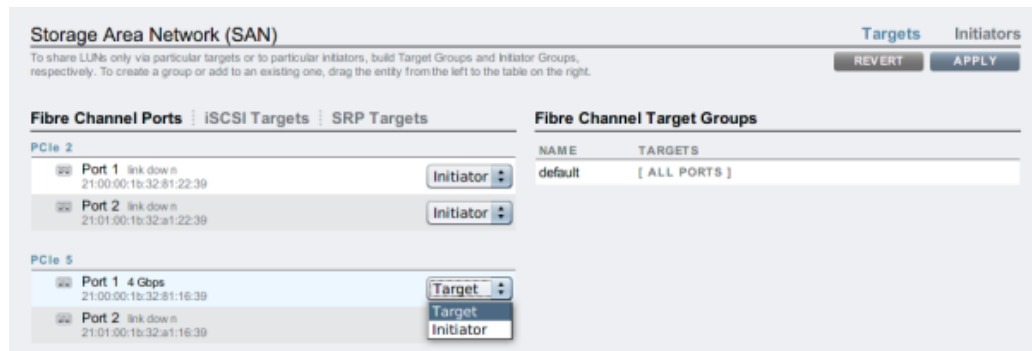 Storage Area Network (SAN)
Targets Initiators
To share LUNs only via particular targets or to particular initiators, build Target Groups and Initiator Groups,
respectively. To create a group or add to an existing one, drag the entity from the left to the table on the right.
REVERT APPLY
Fibre Channel Ports iSCSI Targets SRP Targets
Fibre Channel Target Groups
PCIe 2
NAME TARGETS
Port 1 link down
21:00:00:1b:32:81:22:39
Initiator
default [ ALL PORTS ]
Port 2 link down
21:01:00:1b:32:a1:22:39
Initiator
PCIe 5
Port 1 4 Gbps
21:00:00:1b:32:81:16:39
Target
Target
Initiator
Port 2 link down
21:01:00:1b:32:a1:16:39